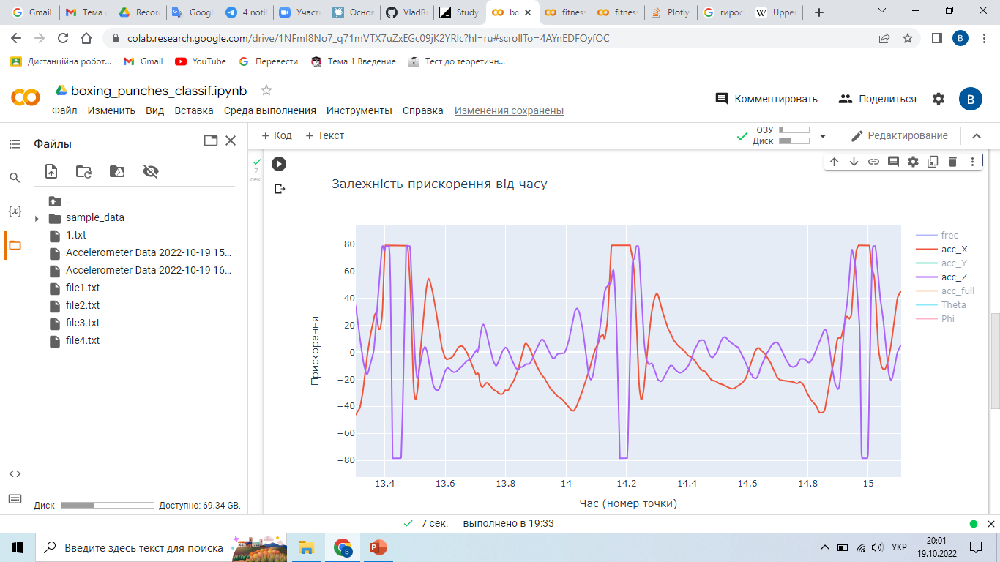 Gmail
Тема
Record
Googl
4 notif
Участн
Основ
VladR
Study
bc
fitness
fitness
Plotly
гирос
Upper
colab.research.google.com/drive/1NFmI8No7_q71mVTX7uZxEGc09jK2YRlc?hl=ru#scrollTo=4AYnEDFOyfOC
B
Дистанційна робот...
Gmail
YouTube
Перевести
Тема 1 Введение
Тест до теоретичн...
boxing_punches_classif.ipynb
Комментировать
Поделиться
B
Файл Изменить Вид Вставка Среда выполнения Инструменты Справка Изменения сохранены
Файлы
+ Код + Текст
ОЗУ
Диск
Редактирование
..
sample_data
1.txt
Accelerometer Data 2022-10-19 15...
Accelerometer Data 2022-10-19 16...
file1.txt
file2.txt
file3.txt
file4.txt
{x}
<>
Диск
Доступно: 69.34 GB.
7
сек.
Залежність прискорення від часу
80
60
40
20
0
−20
−40
−60
−80
Прискорення
13.4 13.6 13.8 14 14.2 14.4 14.6 14.8 15
Час (номер точки)
frec
acc_X
acc_Y
acc_Z
acc_full
Theta
Phi
7 сек. выполнено в 19:33
Введите здесь текст для поиска
B
P
УКР
20:01
19.10.2022